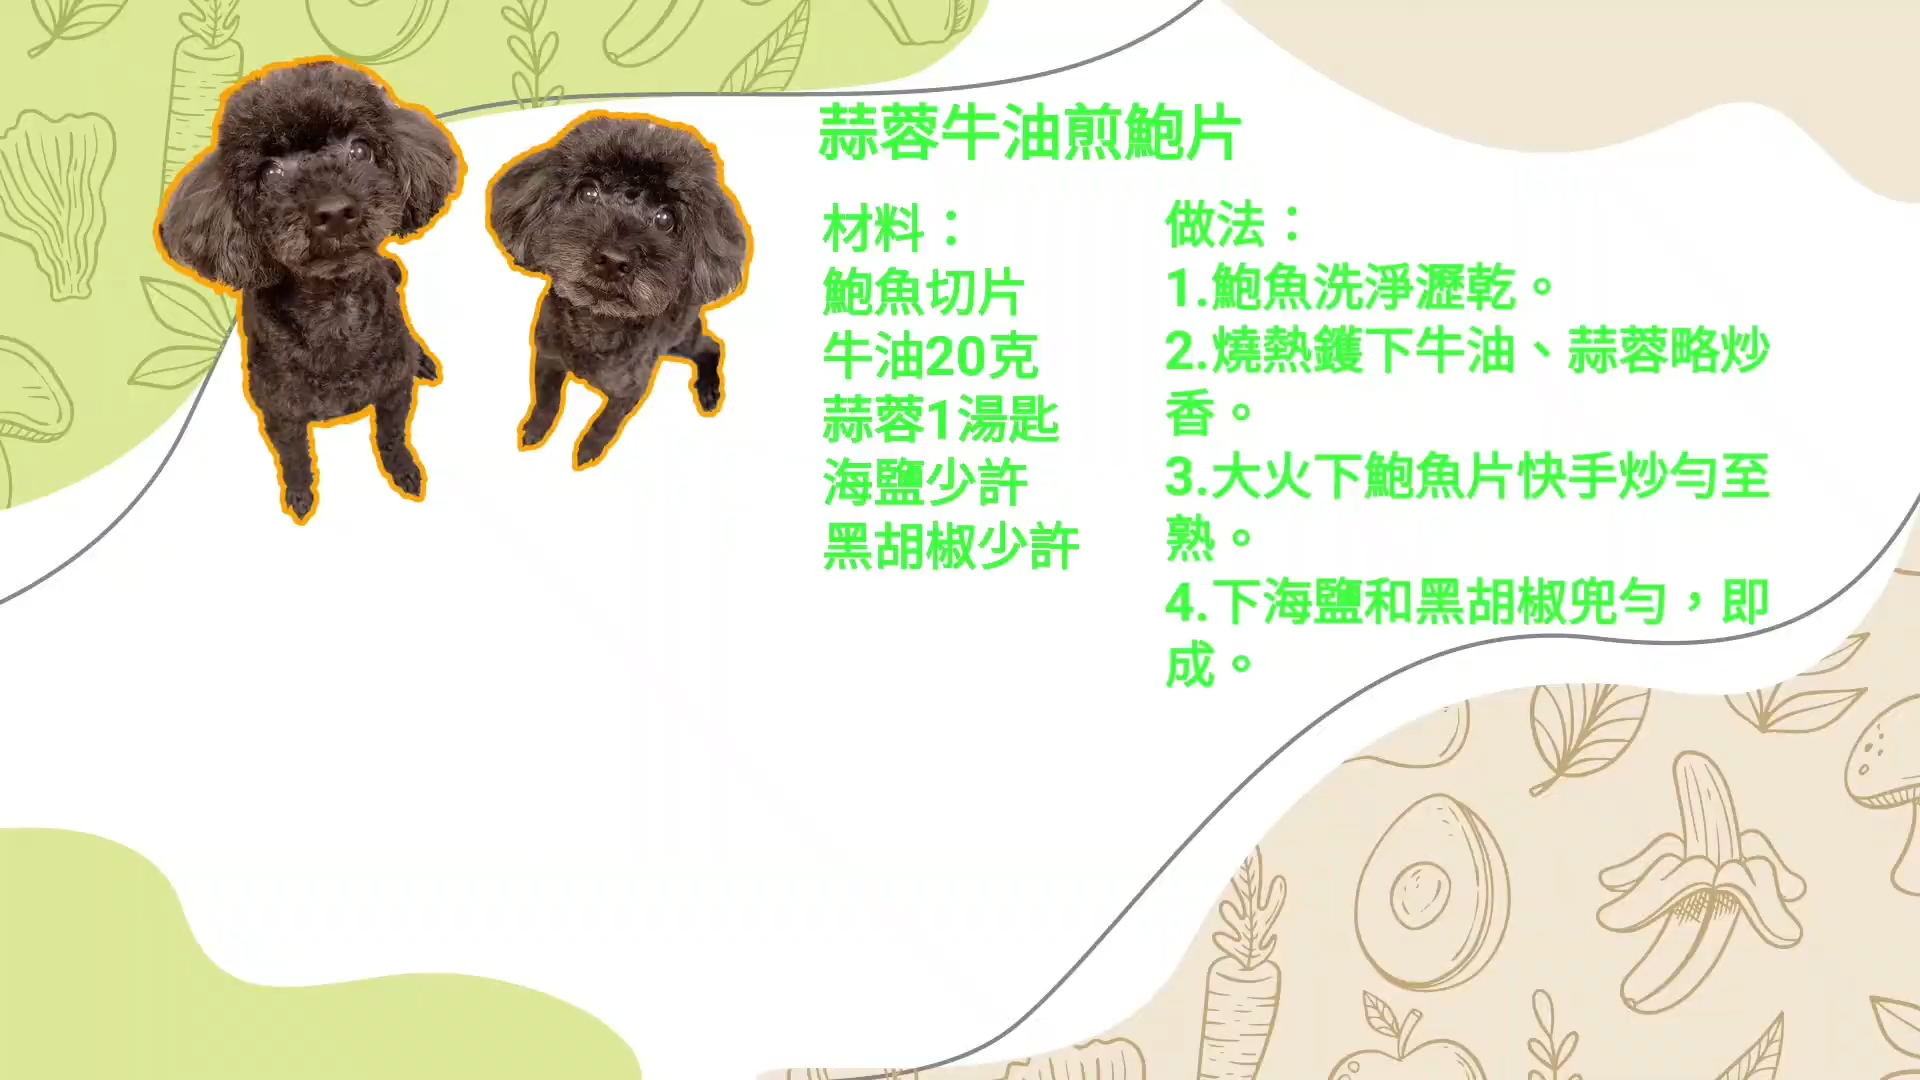 蒜蓉牛油煎鮑片
材料：
鮑魚切片
牛油20克
蒜蓉1湯匙
海鹽少許
黑胡椒少許
做法：
1.鮑魚洗淨瀝乾。
2.燒熱鑊下牛油、蒜蓉略炒
香。
3.大火下鮑魚片快手炒勻至
熟。
4.下海鹽和黑胡椒兜勻，即
成。